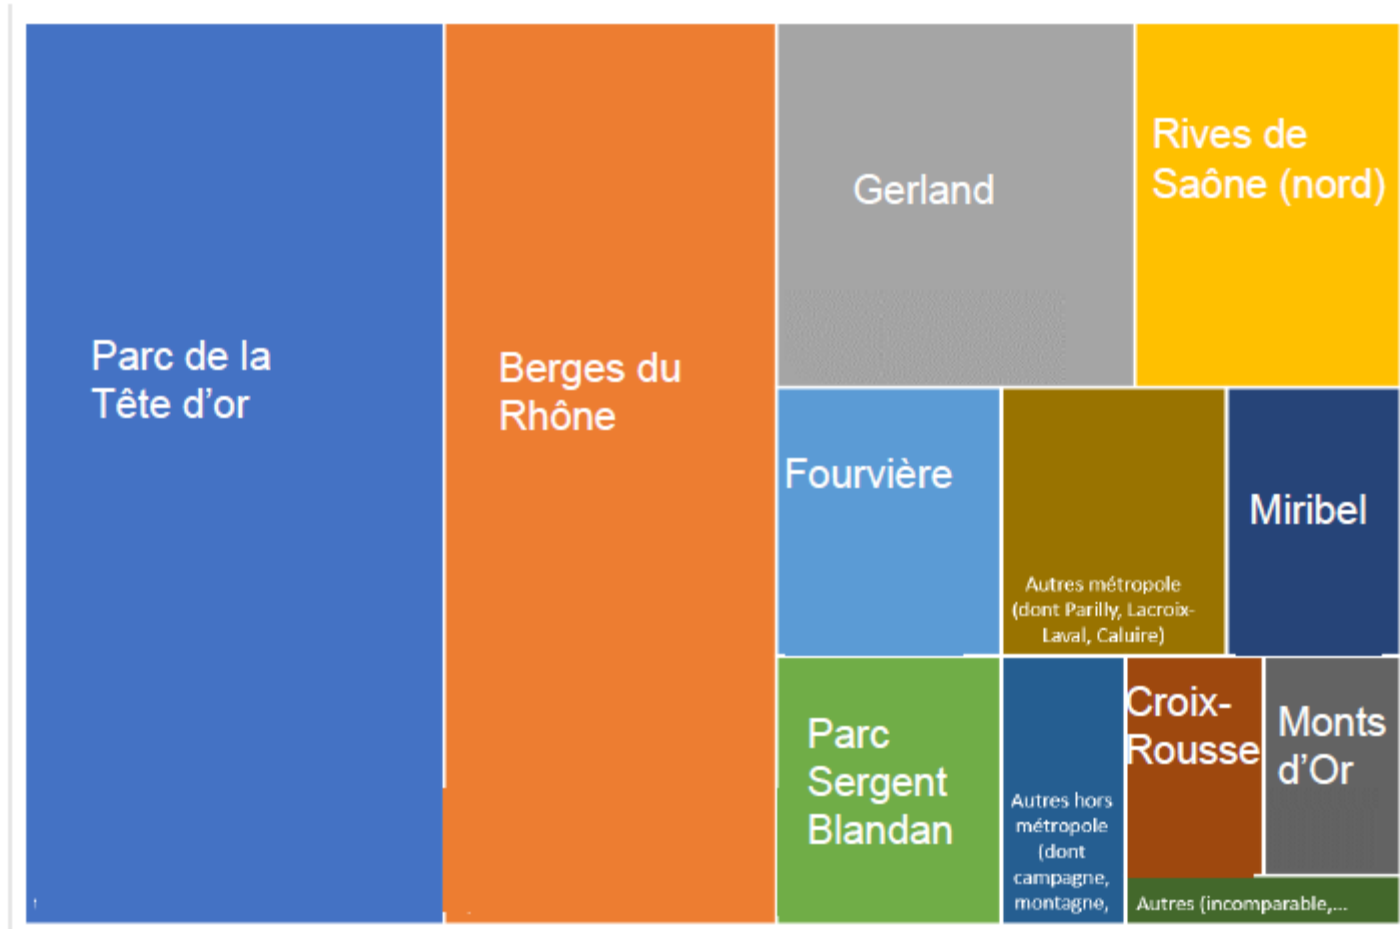 Parc de la
Tête d'or
Berges du
Rhône
Gerland
Rives de
Saône (nord)
Fourvière
Autres métropole
(dont Parilly, Lacroix-
Laval, Caluire)
Miribel
Parc
Sergent
Blandan
Autres hors
métropole
(dont
campagne,
montagne,
Croix-
Rousse
Monts
d'Or
Autres (incomparable,...